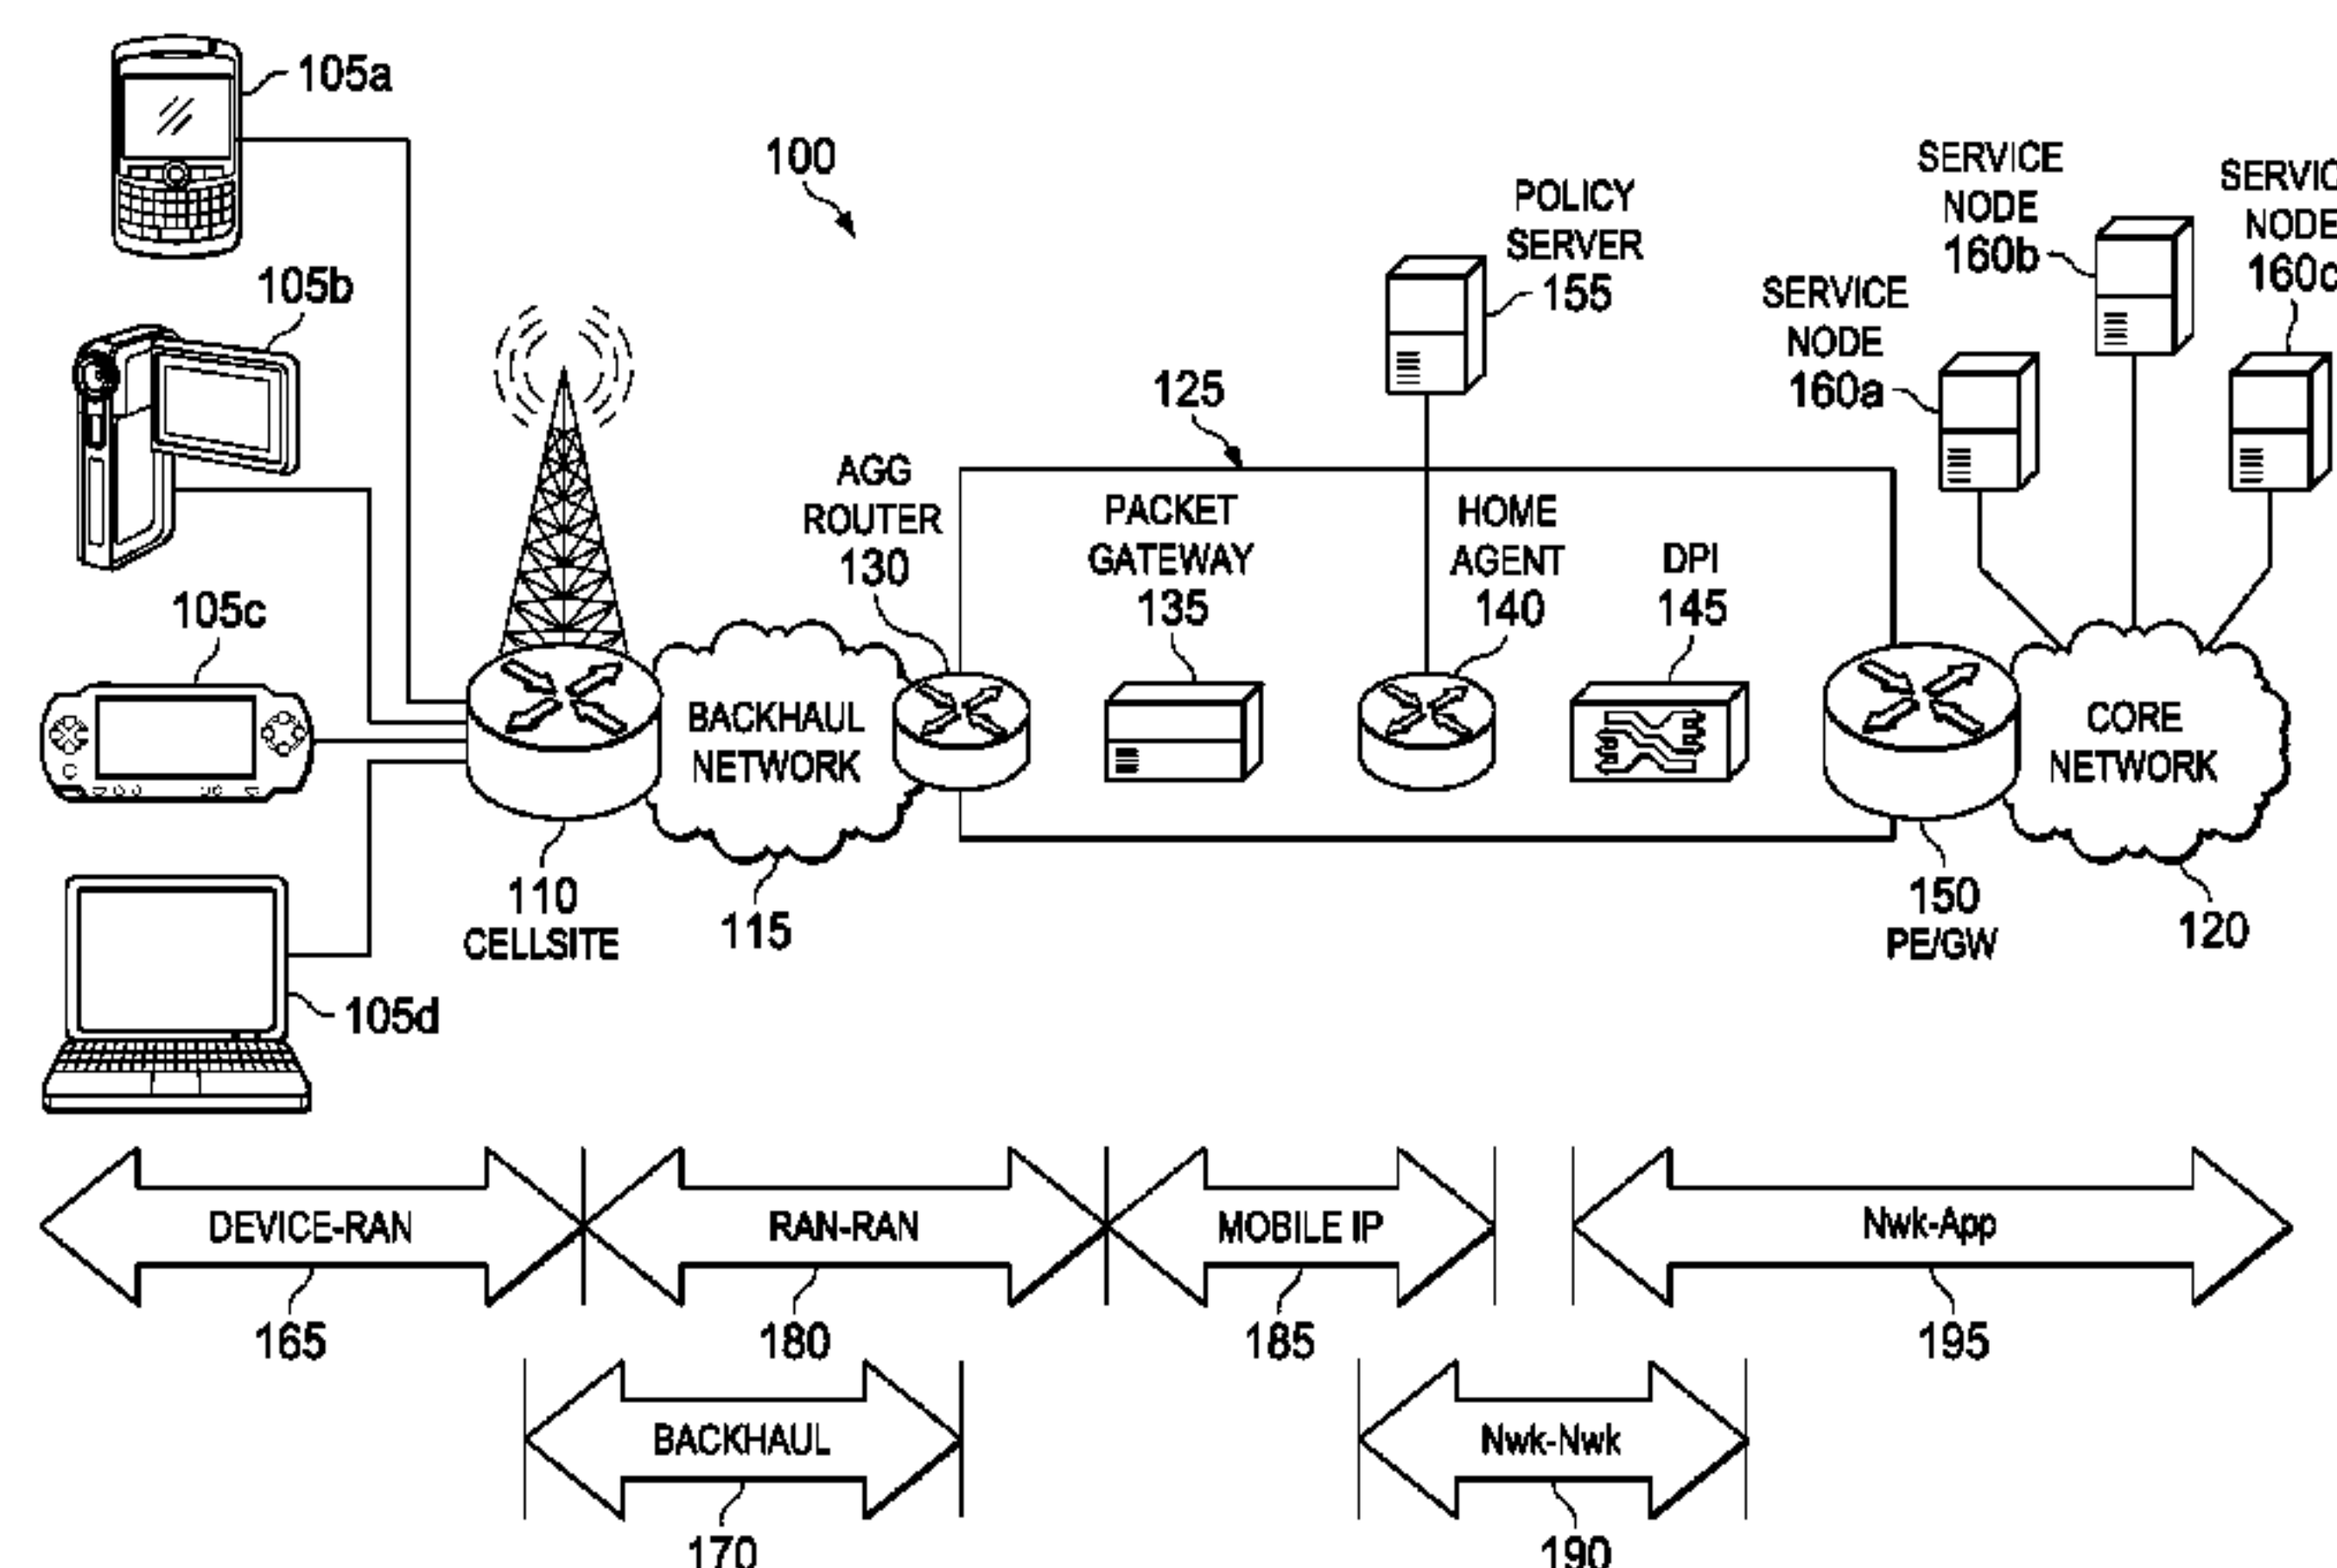 105a
100
105b
POLICY
SERVER
155
SERVICE
NODE
160b
NODE
SERVICE
NODE
160a
125
AGG
ROUTER
130
PACKET
GATEWAY
135
HOME
AGENT
140
DPI
145
105c
BACKHAUL
NETWORK
CORE
NETWORK
110
CELLSITE
115
150
PE/GW
120
105d
DEVICE-RAN
RAN-RAN
MOBILE IP
Nwk-App
165
180
185
195
BACKHAUL
Nwk-Nwk
170
190